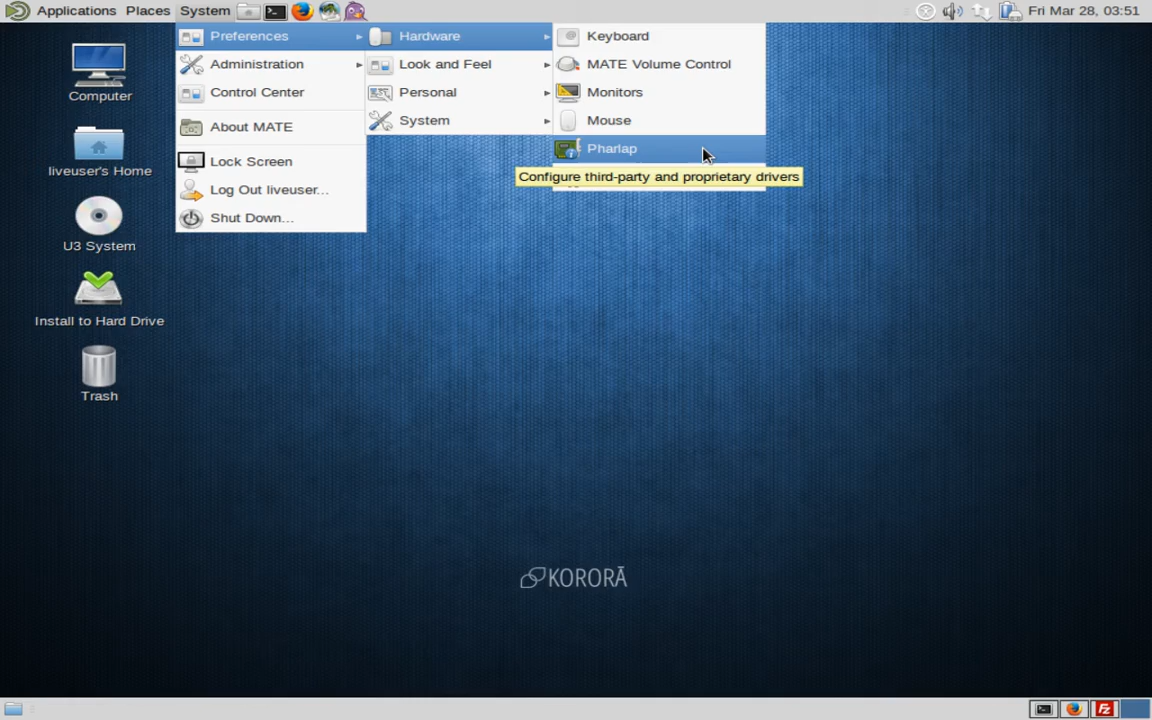 Applications Places System Fri Mar 28, 03:51
Preferences
Administration
Control Center
About MATE
Lock Screen
Log Out liveuser...
Shut Down...
Hardware
Look and Feel
Personal
System
Keyboard
MATE Volume Control
Monitors
Mouse
Pharlap
Configure third-party and proprietary drivers
Computer
liveuser's Home
U3 System
Install to Hard Drive
Trash
KORORĀ
Fz